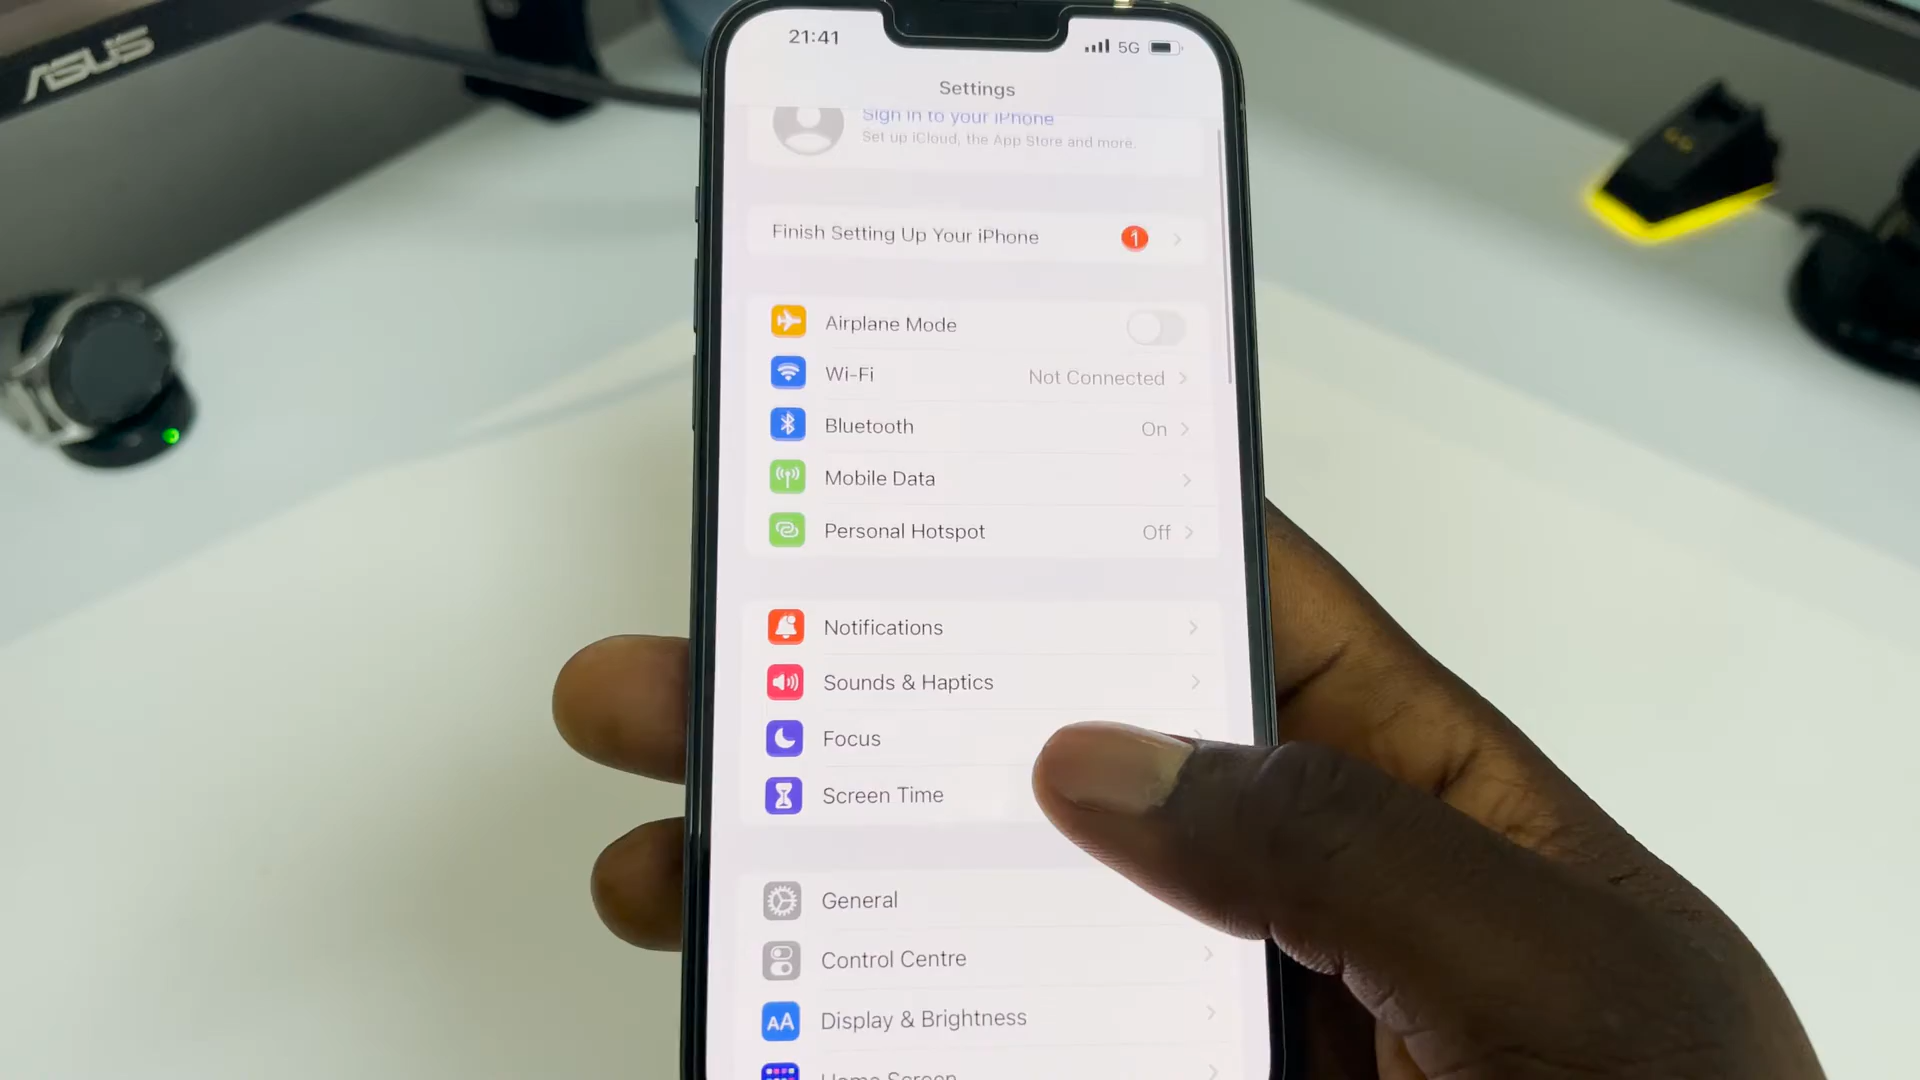 ASUS
21:41
5G
Settings
Sign in to your iPhone
Set up iCloud, the App Store and more.
Finish Setting Up Your iPhone 1
Airplane Mode
Wi-Fi Not Connected
Bluetooth On
Mobile Data
Personal Hotspot Off
Notifications
Sounds & Haptics
Focus
Screen Time
General
Control Centre
AA Display & Brightness
Home Screen